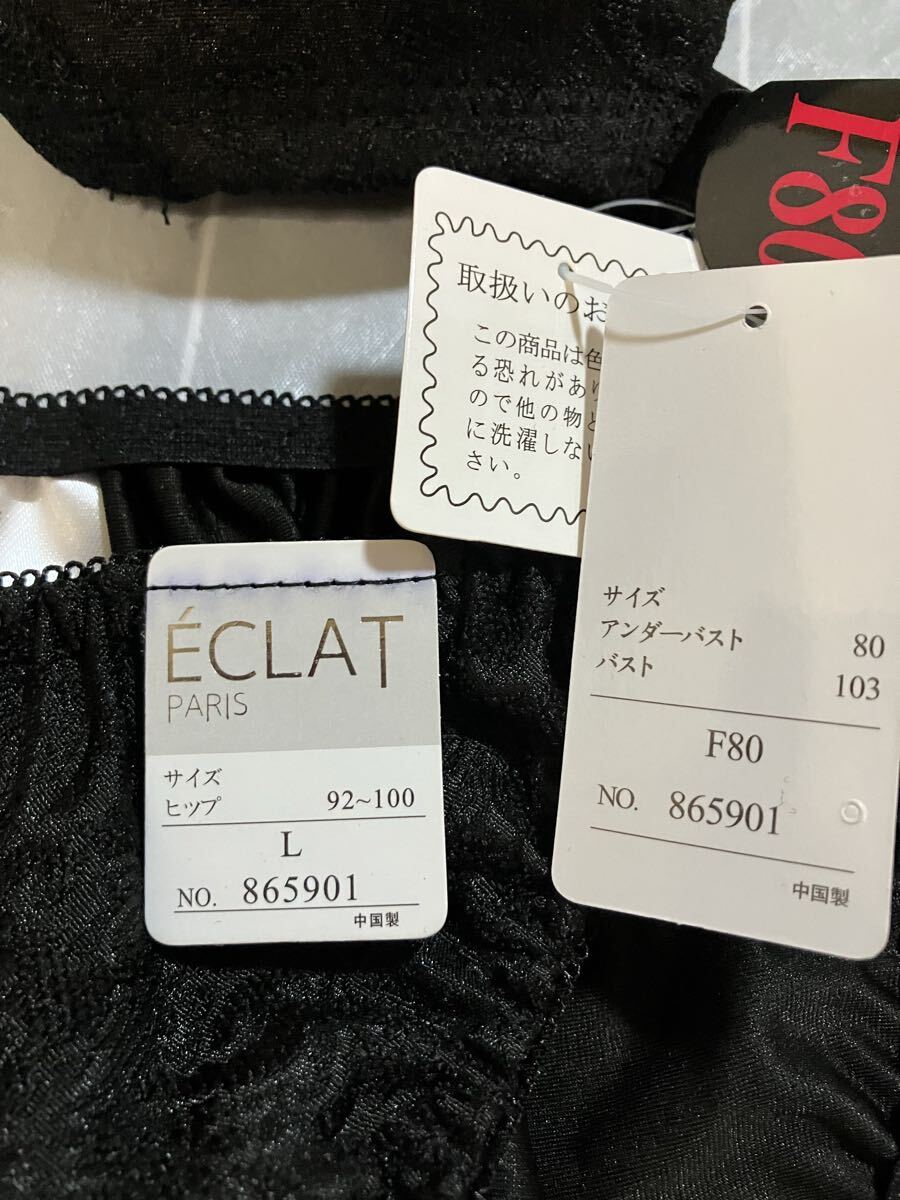 F80
取扱いのお
この商品は色
る恐れがあり
ので他の物と
に洗濯しない
さい。
サイズ
アンダーバスト 80
バスト 103
F80
NO. 865901
中国製
ÉCLAT
PARIS
サイズ
ヒップ 92~100
L
NO. 865901
中国製